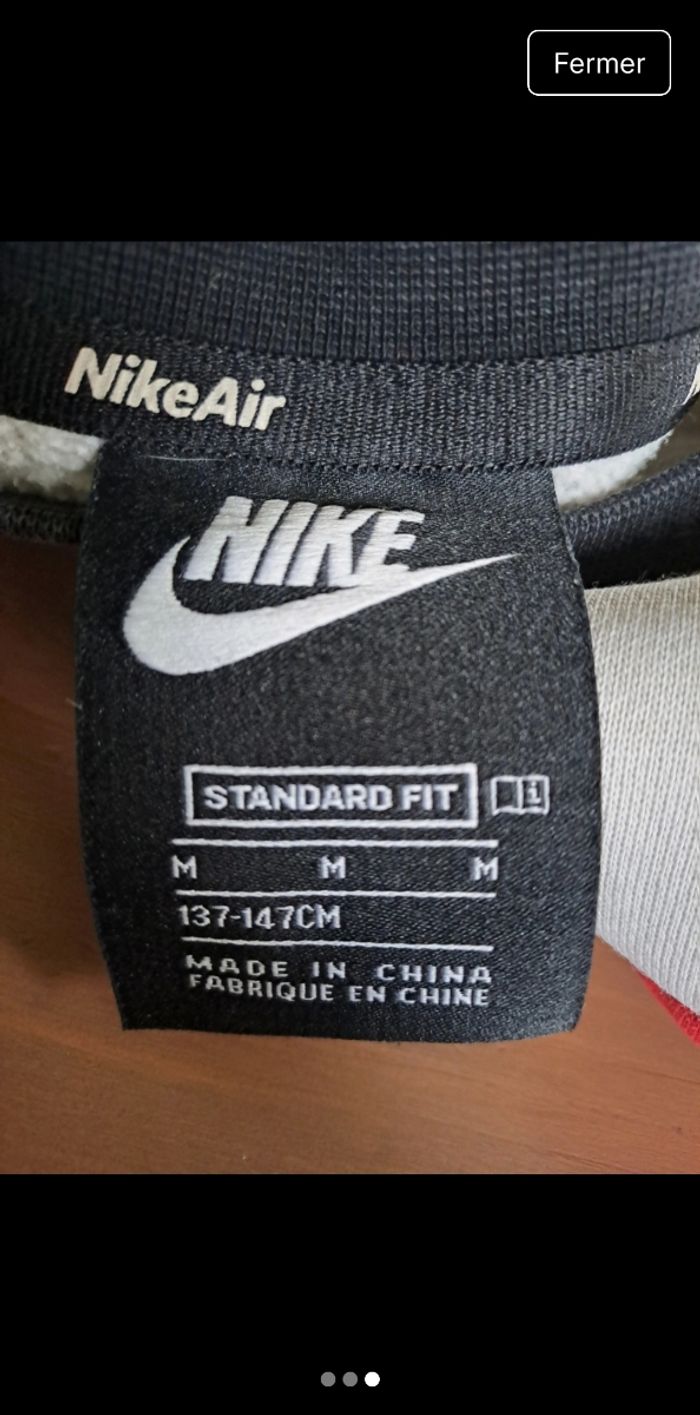 Fermer
NikeAir
NIKE
STANDARD FIT
M M M
137-147CM
MADE IN CHINA
FABRIQUE EN CHINE